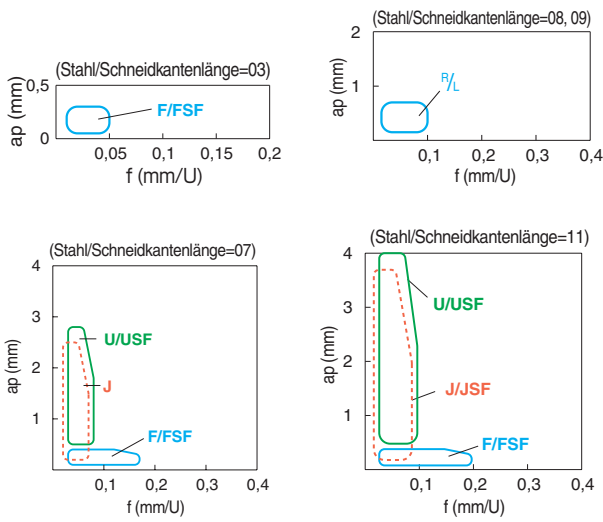 (Stahl/Schneidkantenlänge=03)
0,5
0
ap (mm)
F/FSF
0,05
0,1
0,15
0,2
f (mm/U)
(Stahl/Schneidkantenlänge=08, 09)
2
1
ap (mm)
R/L
0,1
0,2
0,3
0,4
f (mm/U)
(Stahl/Schneidkantenlänge=07)
4
3
2
1
ap (mm)
U/USF
J
F/FSF
0,1
0,2
0,3
0,4
f (mm/U)
(Stahl/Schneidkantenlänge=11)
4
3
2
1
ap (mm)
U/USF
J/JSF
F/FSF
0,1
0,2
0,3
0,4
f (mm/U)